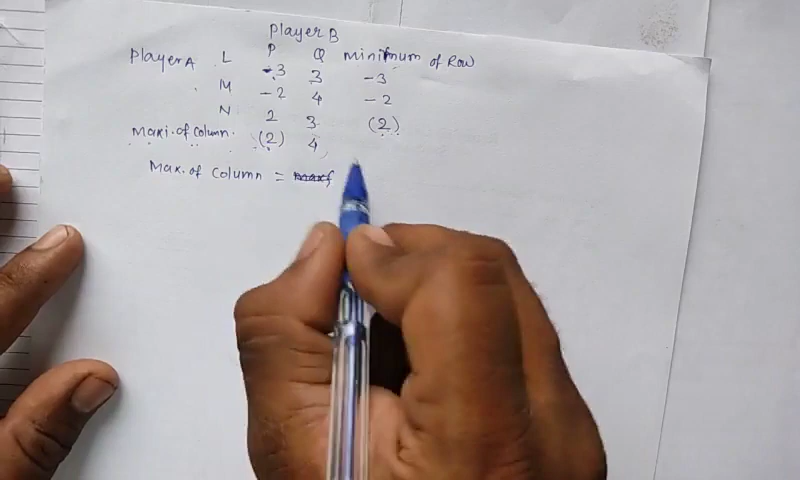 Player B
P Q minimum of Row
Player A L -3 3 -3
M -2 4 -2
N 2 3 (2)
Maxi. of Column. (2) 4
Max. of Column =